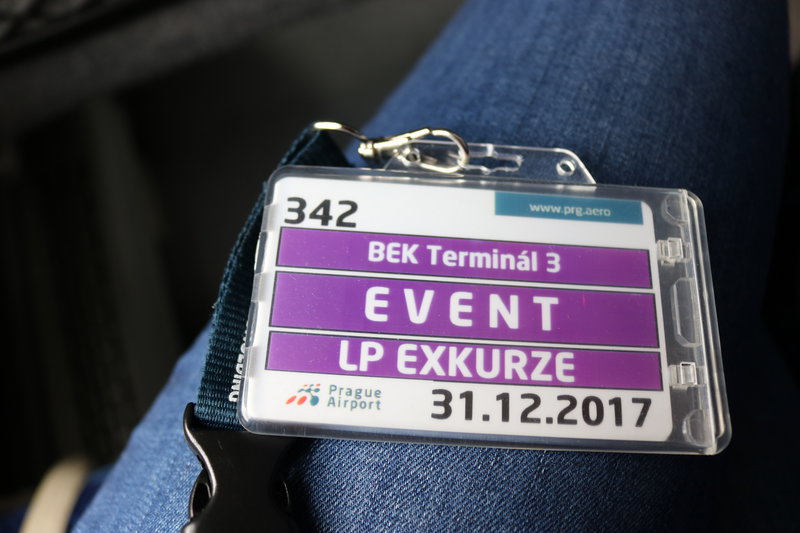 342
www.prg.aero
BEK Terminál 3
EVENT
LP EXKURZE
Prague
Airport
31.12.2017